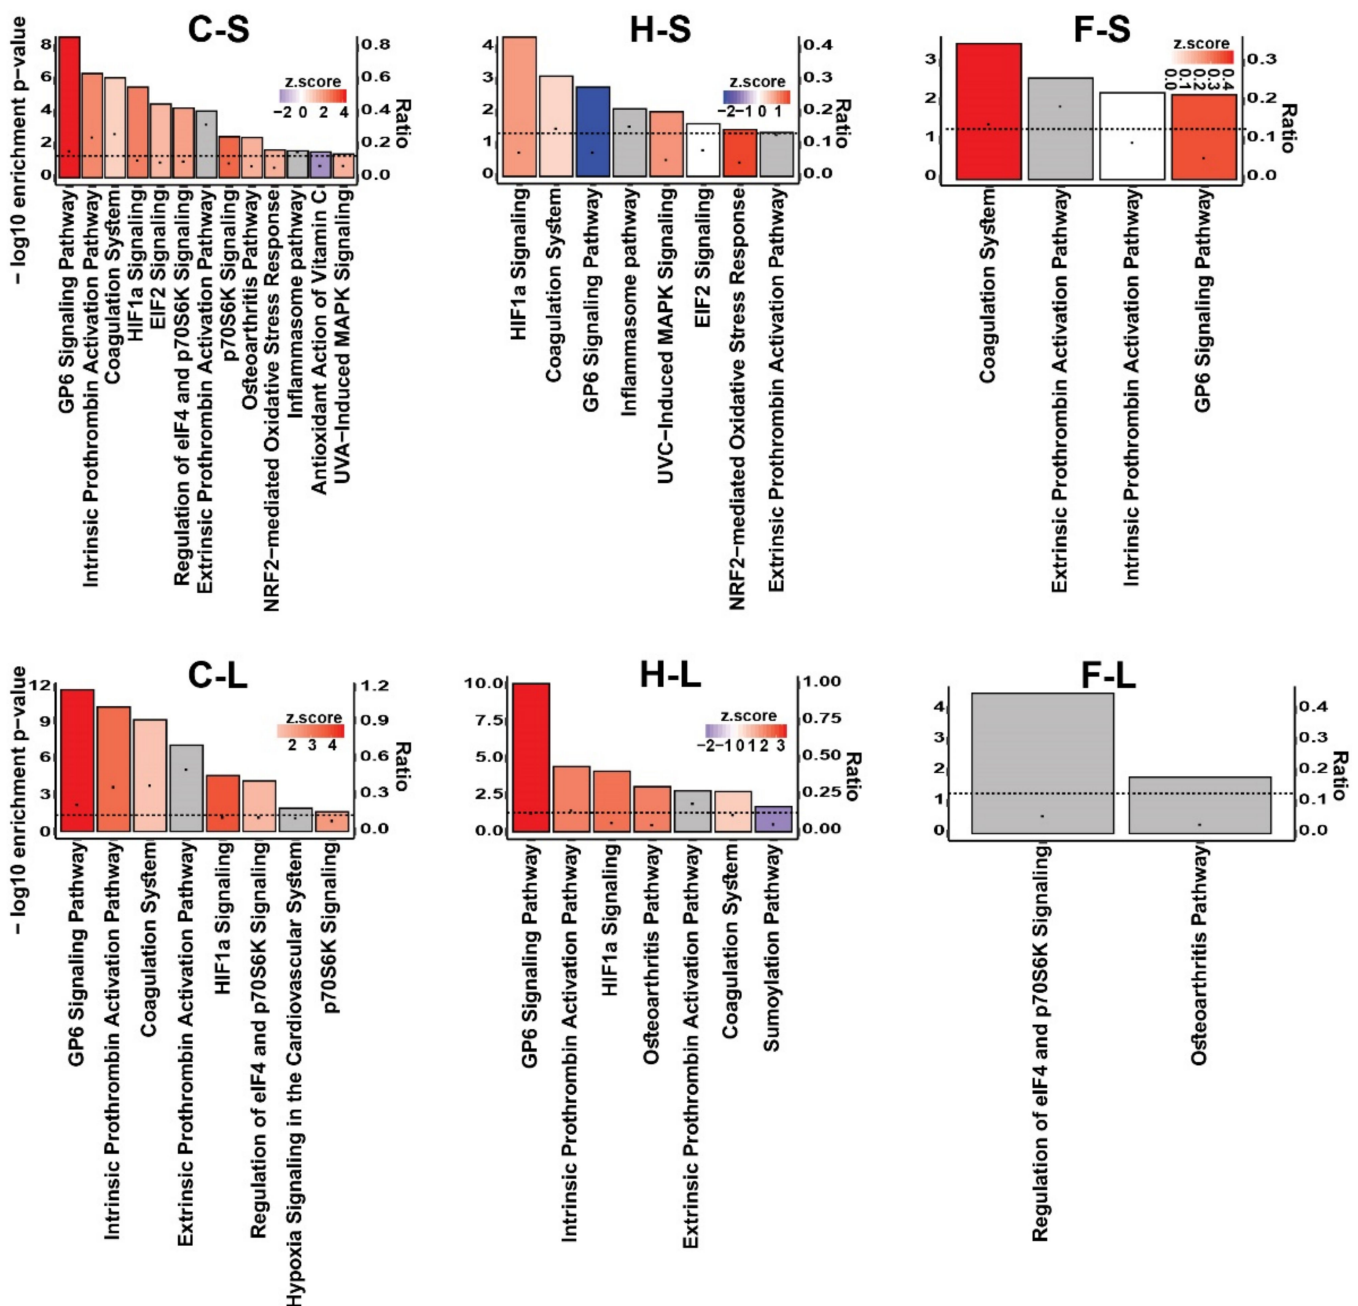 C-S
− log10 enrichment p−value
8
6
4
2
0
0.8
0.6
0.4
0.2
0.0
Ratio
z.score
−2 0 2 4
GP6 Signaling Pathway
Intrinsic Prothrombin Activation Pathway
Coagulation System
HIF1a Signaling
EIF2 Signaling
Regulation of eIF4 and p70S6K Signaling
Extrinsic Prothrombin Activation Pathway
p70S6K Signaling
Osteoarthritis Pathway
NRF2−mediated Oxidative Stress Response
Inflammasome pathway
Antioxidant Action of Vitamin C
UVA−Induced MAPK Signaling
H-S
4
3
2
1
0
0.4
0.3
0.2
0.1
0.0
Ratio
z.score
−2−1 0 1
HIF1a Signaling
Coagulation System
GP6 Signaling Pathway
Inflammasome pathway
UVC−Induced MAPK Signaling
EIF2 Signaling
NRF2−mediated Oxidative Stress Response
Extrinsic Prothrombin Activation Pathway
F-S
3
2
1
0
0.3
0.2
0.1
0.0
Ratio
z.score
0.0
0.1
0.2
0.3
0.4
Coagulation System
Extrinsic Prothrombin Activation Pathway
Intrinsic Prothrombin Activation Pathway
GP6 Signaling Pathway
C-L
− log10 enrichment p−value
12
9
6
3
0
1.2
0.9
0.6
0.3
0.0
Ratio
z.score
2 3 4
GP6 Signaling Pathway
Intrinsic Prothrombin Activation Pathway
Coagulation System
Extrinsic Prothrombin Activation Pathway
HIF1a Signaling
Regulation of eIF4 and p70S6K Signaling
Hypoxia Signaling in the Cardiovascular System
p70S6K Signaling
H-L
10.0
7.5
5.0
2.5
0.0
1.00
0.75
0.50
0.25
0.00
Ratio
z.score
−2−1 0 1 2 3
GP6 Signaling Pathway
Intrinsic Prothrombin Activation Pathway
HIF1a Signaling
Osteoarthritis Pathway
Extrinsic Prothrombin Activation Pathway
Coagulation System
Sumoylation Pathway
F-L
4
3
2
1
0
0.4
0.3
0.2
0.1
0.0
Ratio
Regulation of eIF4 and p70S6K Signaling
Osteoarthritis Pathway